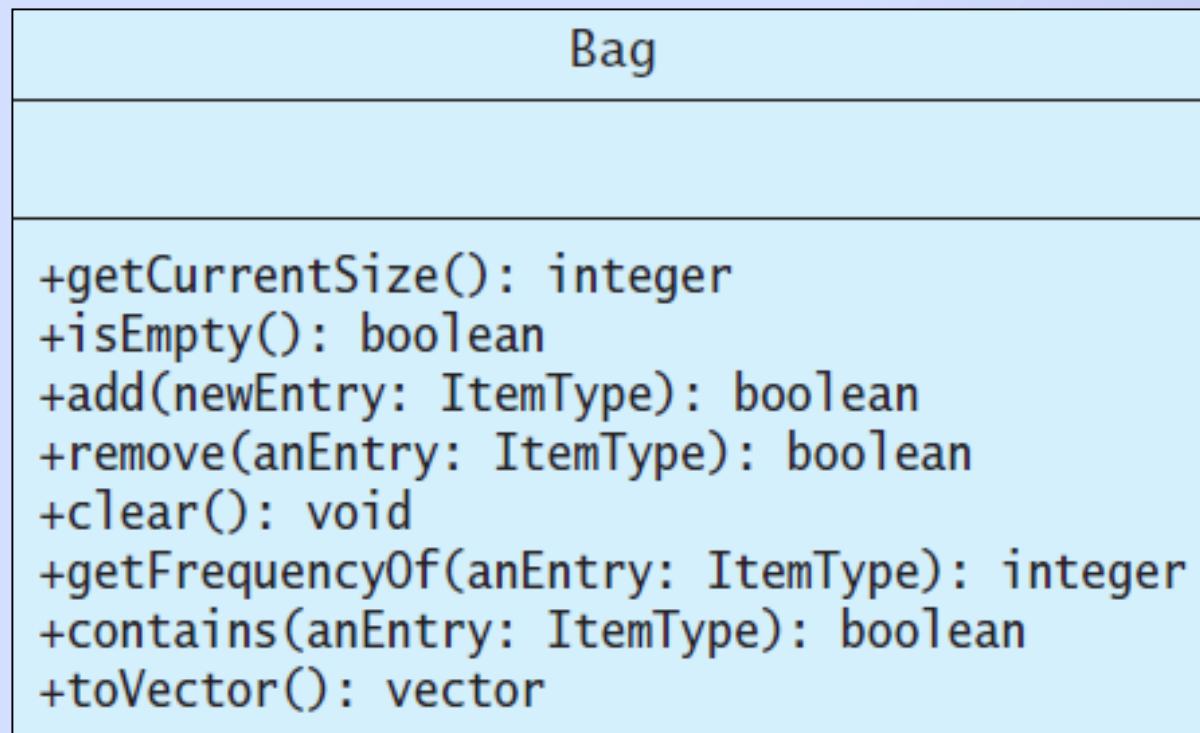 Bag
+getCurrentSize(): integer
+isEmpty(): boolean
+add(newEntry: ItemType): boolean
+remove(anEntry: ItemType): boolean
+clear(): void
+getFrequencyOf(anEntry: ItemType): integer
+contains(anEntry: ItemType): boolean
+toVector(): vector